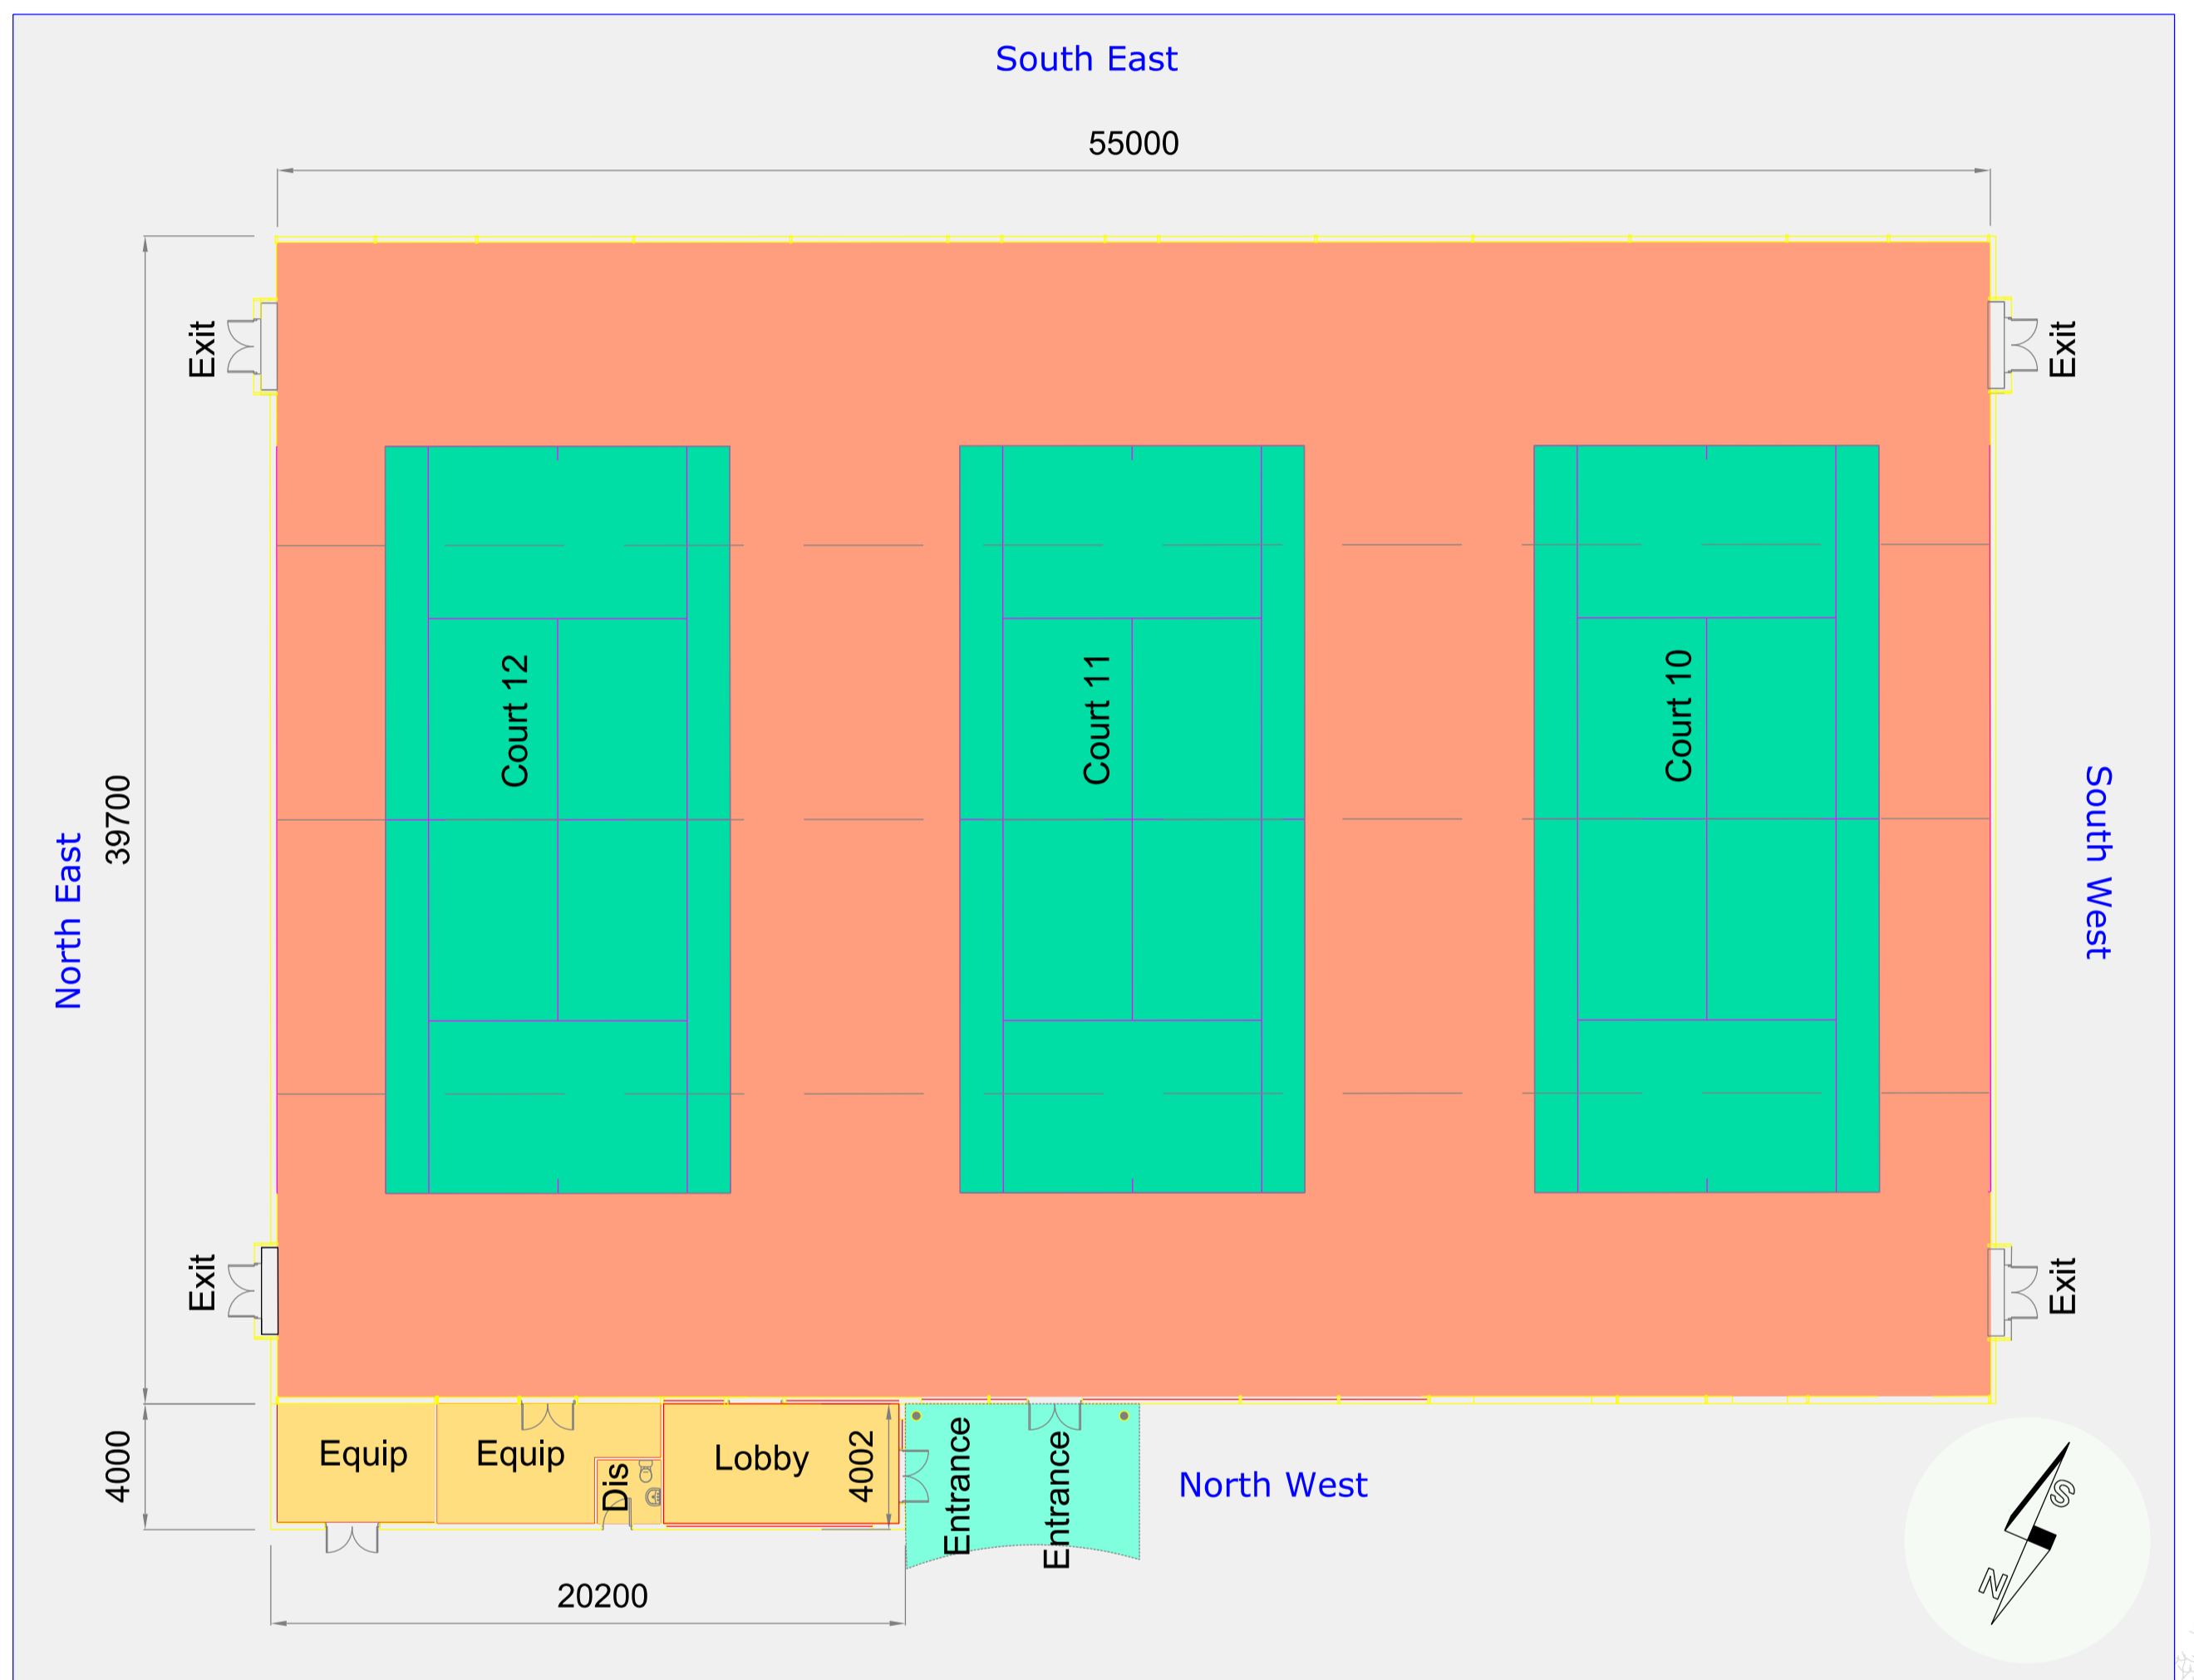 South East
55000
Exit
Exit
Court 12
Court 11
Court 10
39700
North East
South West
Exit
Exit
4000
Equip
Equip
Dis
Lobby
4002
Entrance
Entrance
North West
20200
S
N